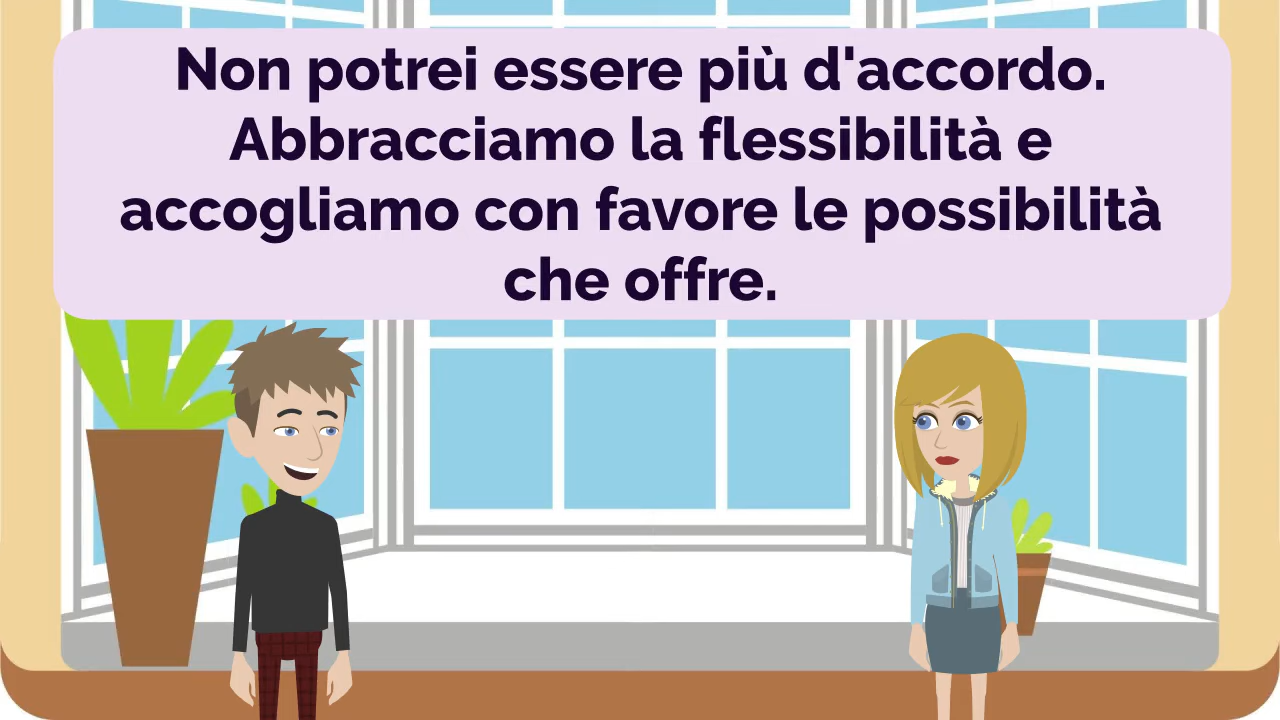 Non potrei essere più d'accordo.
Abbracciamo la flessibilità e
accogliamo con favore le possibilità
che offre.